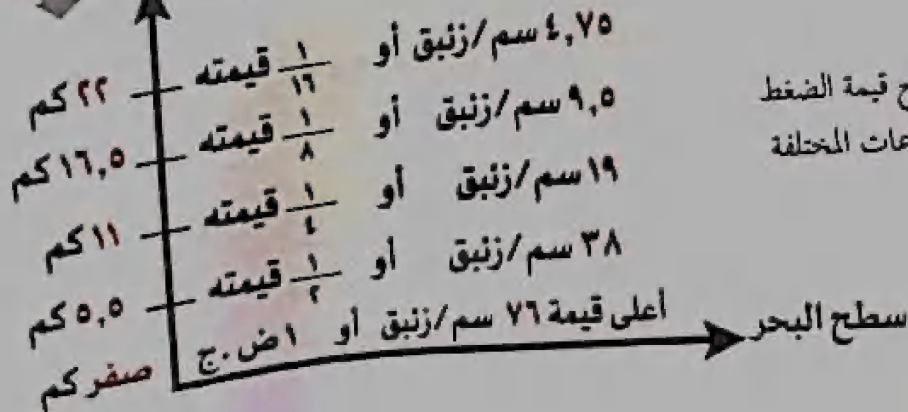 ٢٢ كم ١/١٦ قيمته أو ٤,٧٥ سم/زئبق
١٦,٥ كم ١/٨ قيمته أو ٩,٥ سم/زئبق
١١ كم ١/٤ قيمته أو ١٩ سم/زئبق
٥,٥ كم ١/٢ قيمته أو ٣٨ سم/زئبق
صفر كم أعلى قيمة ٧٦ سم/زئبق أو ١ ض.ج
سطح البحر
قيمة الضغط
المختلفة